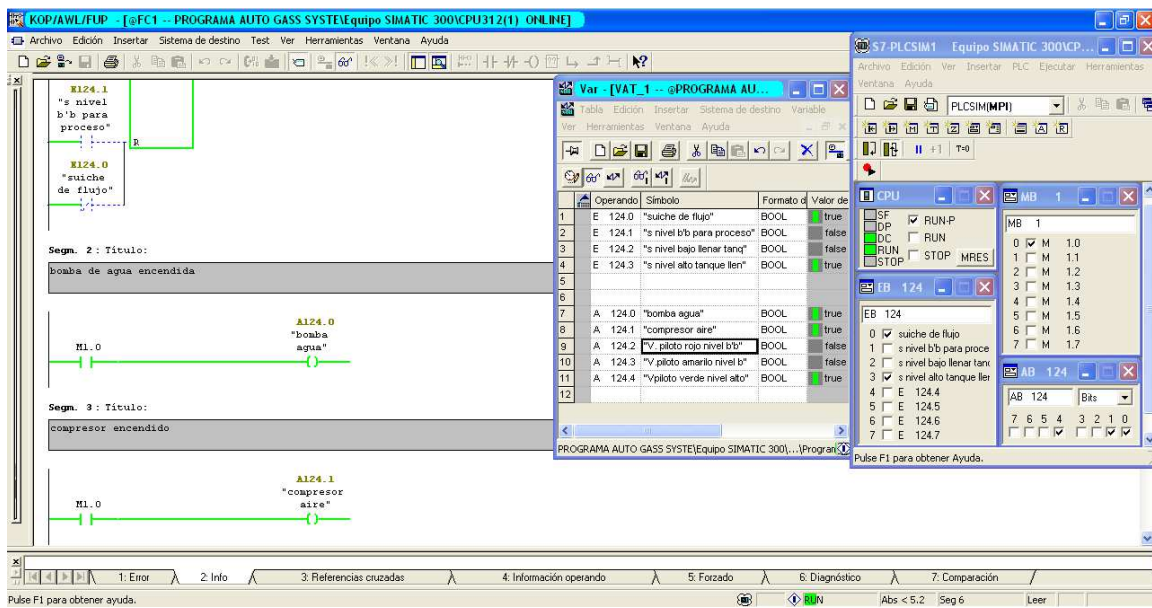 KOP/AWL/FUP - [@FC1 -- PROGRAMA AUTO GASS SYSTE\Equipo SIMATIC 300\CPU312(1) ONLINE]
Archivo Edición Insertar Sistema de destino Test Ver Herramientas Ventana Ayuda
E124.1
"s nivel
b'b para
proceso"
R
E124.0
"suiche
de flujo"
Segm. 2 : Título:
bomba de agua encendida
A124.0
"bomba
agua"
M1.0
Segm. 3 : Título:
compresor encendido
A124.1
"compresor
aire"
M1.0
Var - [VAT_1 -- @PROGRAMA AU...
Tabla Edición Insertar Sistema de destino Variable
Ver Herramientas Ventana Ayuda
Operando Símbolo Formato d Valor de
1 E 124.0 "suiche de flujo" BOOL true
2 E 124.1 "s nivel b'b para proceso" BOOL false
3 E 124.2 "s nivel bajo llenar tanq" BOOL false
4 E 124.3 "s nivel alto tanque llen" BOOL true
5
6
7 A 124.0 "bomba agua" BOOL true
8 A 124.1 "compresor aire" BOOL true
9 A 124.2 "V. piloto rojo nivel b'b" BOOL false
10 A 124.3 "V.piloto amarilo nivel b" BOOL false
11 A 124.4 "Vpiloto verde nivel alto" BOOL true
12
PROGRAMA AUTO GASS SYSTE\Equipo SIMATIC 300\...\Program
S7-PLCSIM1 Equipo SIMATIC 300\CP...
Archivo Edición Ver Insertar PLC Ejecutar Herramientas
Ventana Ayuda
PLCSIM(MPI)
+1 T=0
CPU
SF
DP
DC
RUN
STOP
RUN-P
RUN
STOP
MRES
MB 1
MB 1
0 M 1.0
1 M 1.1
2 M 1.2
3 M 1.3
4 M 1.4
5 M 1.5
6 M 1.6
7 M 1.7
EB 124
EB 124
0 suiche de flujo
1 s nivel b'b para proce
2 s nivel bajo llenar tanc
3 s nivel alto tanque ller
4 E 124.4
5 E 124.5
6 E 124.6
7 E 124.7
AB 124
AB 124 Bits
7 6 5 4 3 2 1 0
Pulse F1 para obtener Ayuda.
1: Error 2: Info 3: Referencias cruzadas 4: Información operando 5: Forzado 6: Diagnóstico 7: Comparación
Pulse F1 para obtener ayuda. RUN Abs < 5.2 Seg 6 Leer